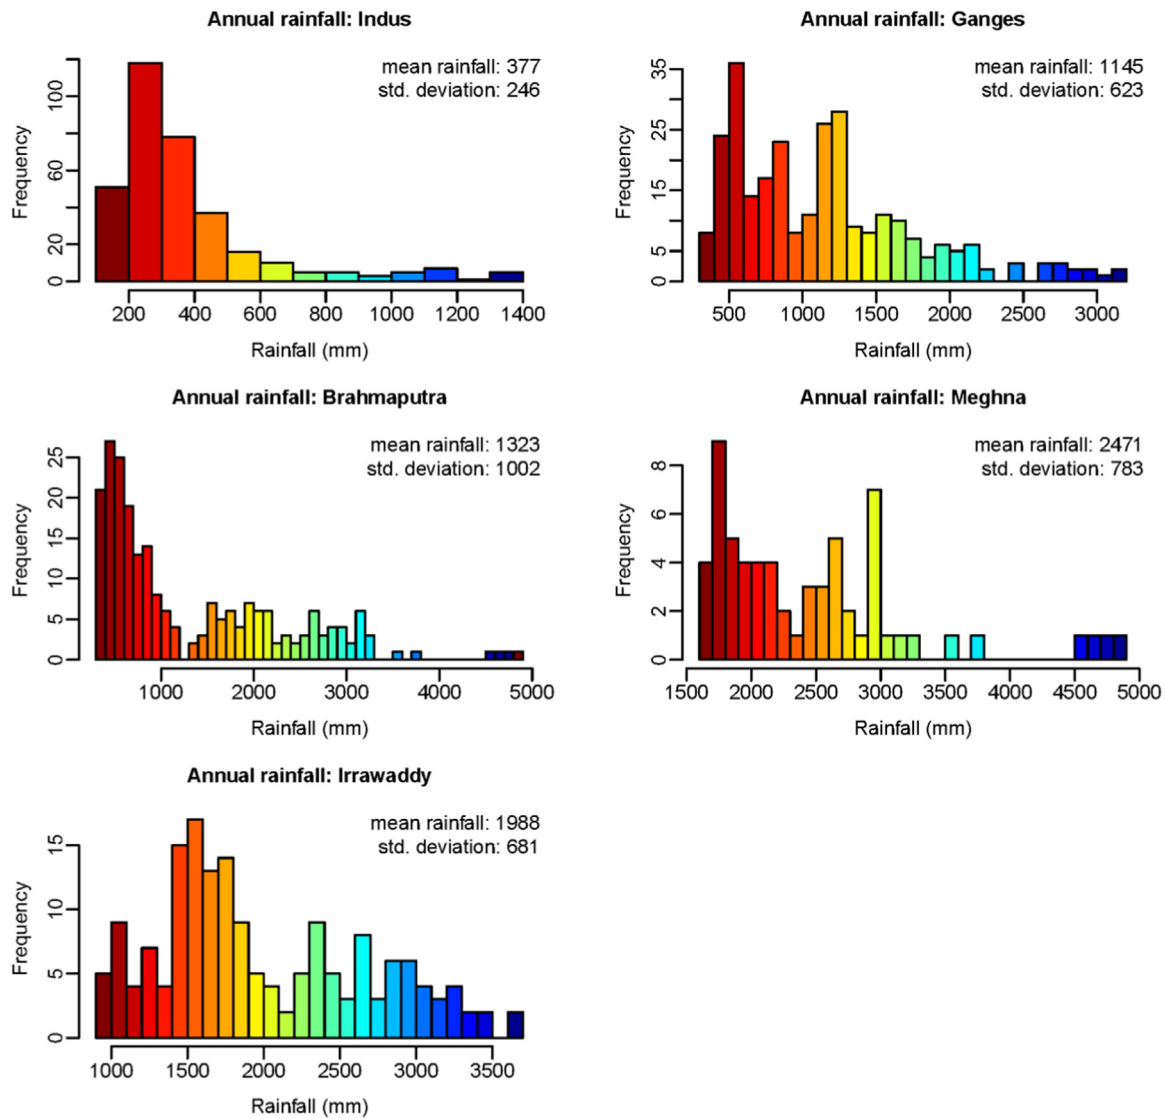 Annual rainfall: Indus
mean rainfall: 377
std. deviation: 246
Frequency
100
60
20
0
200 400 600 800 1000 1200 1400
Rainfall (mm)
Annual rainfall: Ganges
mean rainfall: 1145
std. deviation: 623
Frequency
35
25
15
5
0
500 1000 1500 2000 2500 3000
Rainfall (mm)
Annual rainfall: Brahmaputra
mean rainfall: 1323
std. deviation: 1002
Frequency
25
20
15
10
5
0
1000 2000 3000 4000 5000
Rainfall (mm)
Annual rainfall: Meghna
mean rainfall: 2471
std. deviation: 783
Frequency
8
6
4
2
0
1500 2000 2500 3000 3500 4000 4500 5000
Rainfall (mm)
Annual rainfall: Irrawaddy
mean rainfall: 1988
std. deviation: 681
Frequency
15
10
5
0
1000 1500 2000 2500 3000 3500
Rainfall (mm)